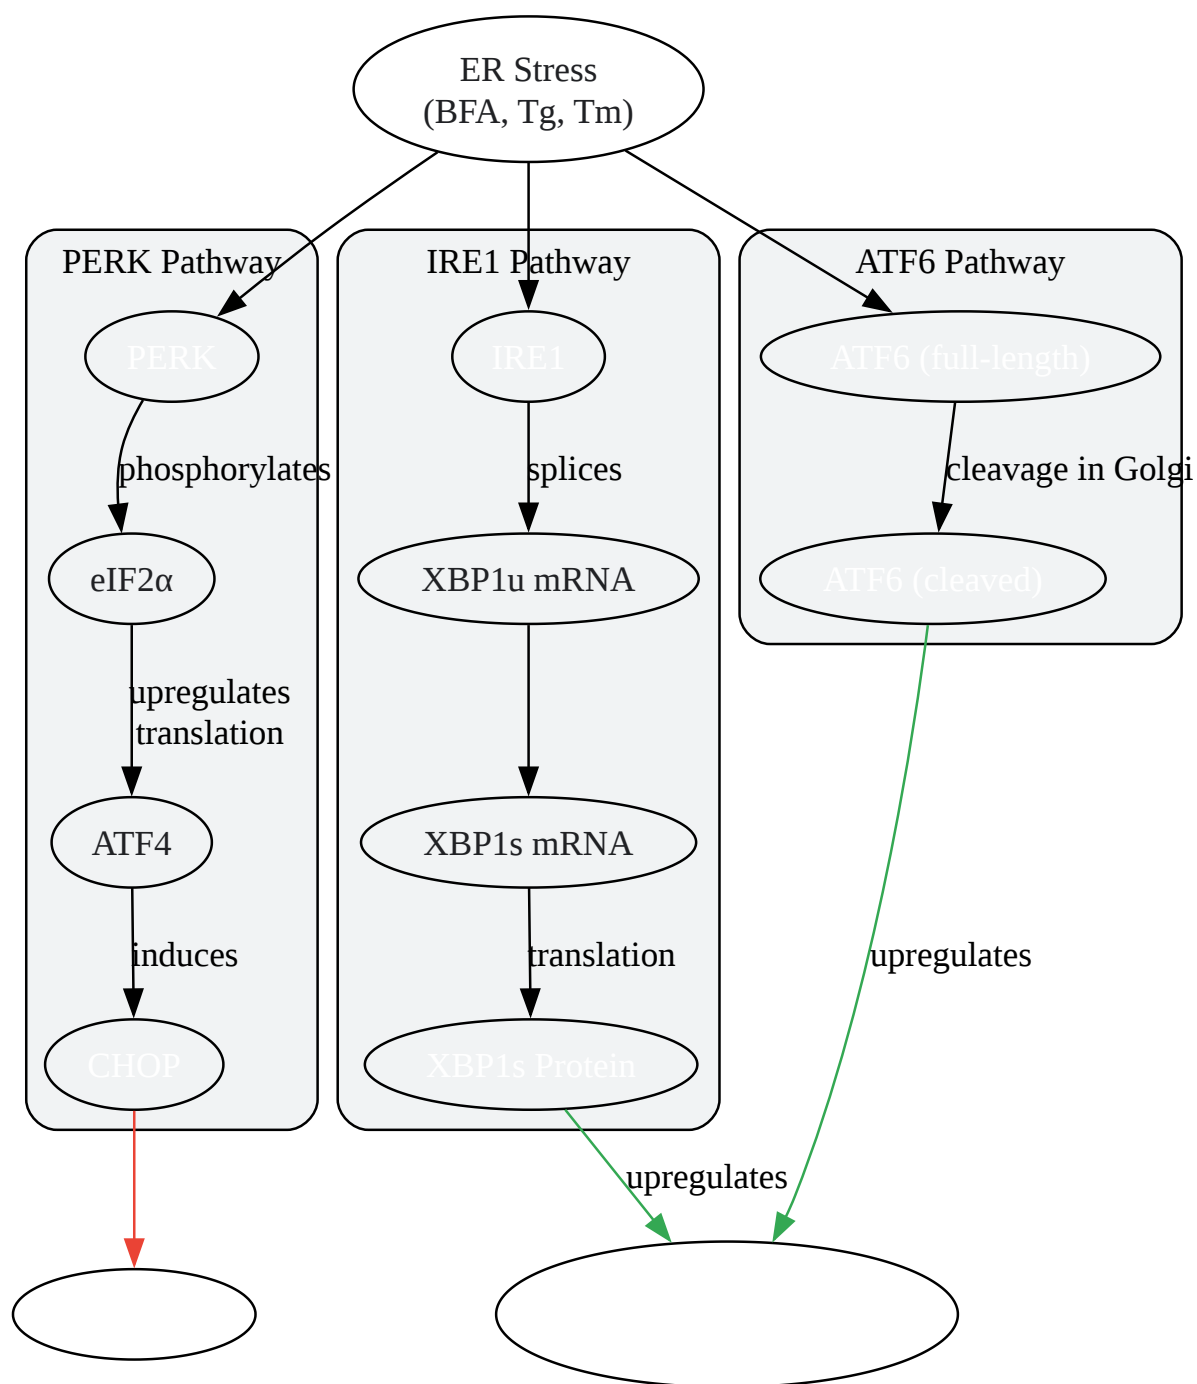 ER Stress
(BFA, Tg, Tm)
PERK Pathway
IRE1 Pathway
ATF6 Pathway
PERK
IRE1
ATF6 (full-length)
phosphorylates
splices
cleavage in Golgi
eIF2α
XBP1u mRNA
ATF6 (cleaved)
upregulates
translation
ATF4
XBP1s mRNA
induces
translation
upregulates
CHOP
XBP1s Protein
upregulates